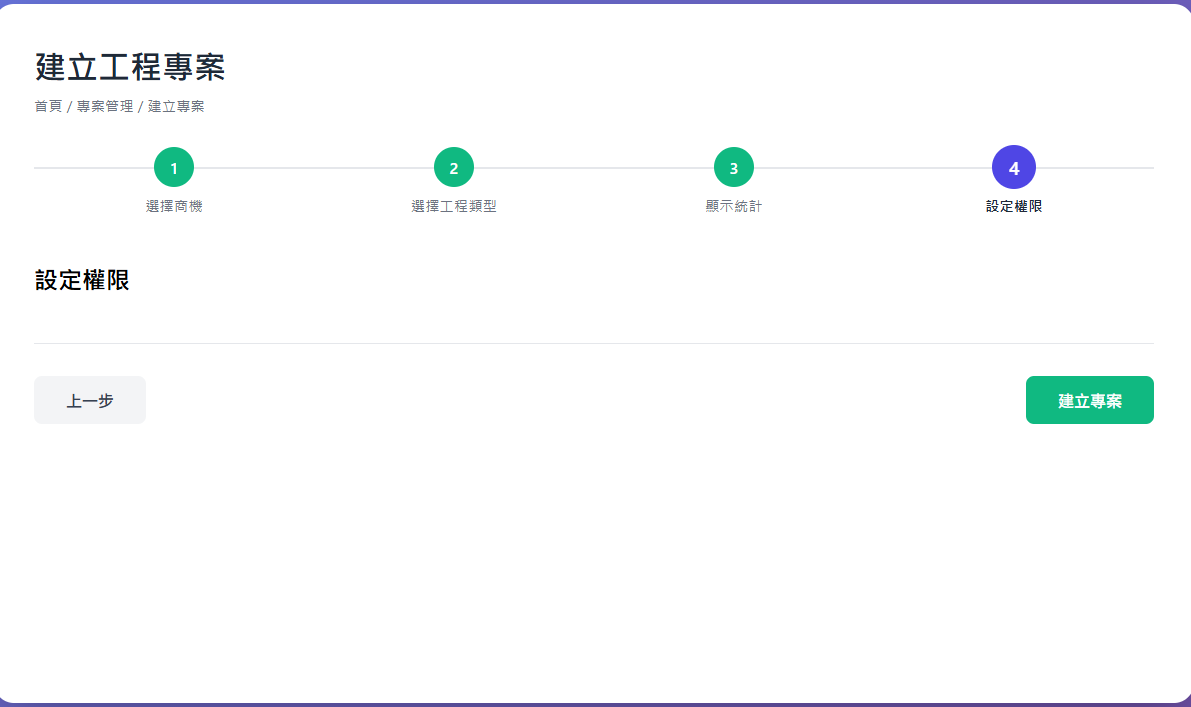 建立工程專案
首頁 / 專案管理 / 建立專案
1
2
3
4
選擇商機
選擇工程類型
顯示統計
設定權限
設定權限
上一步
建立專案